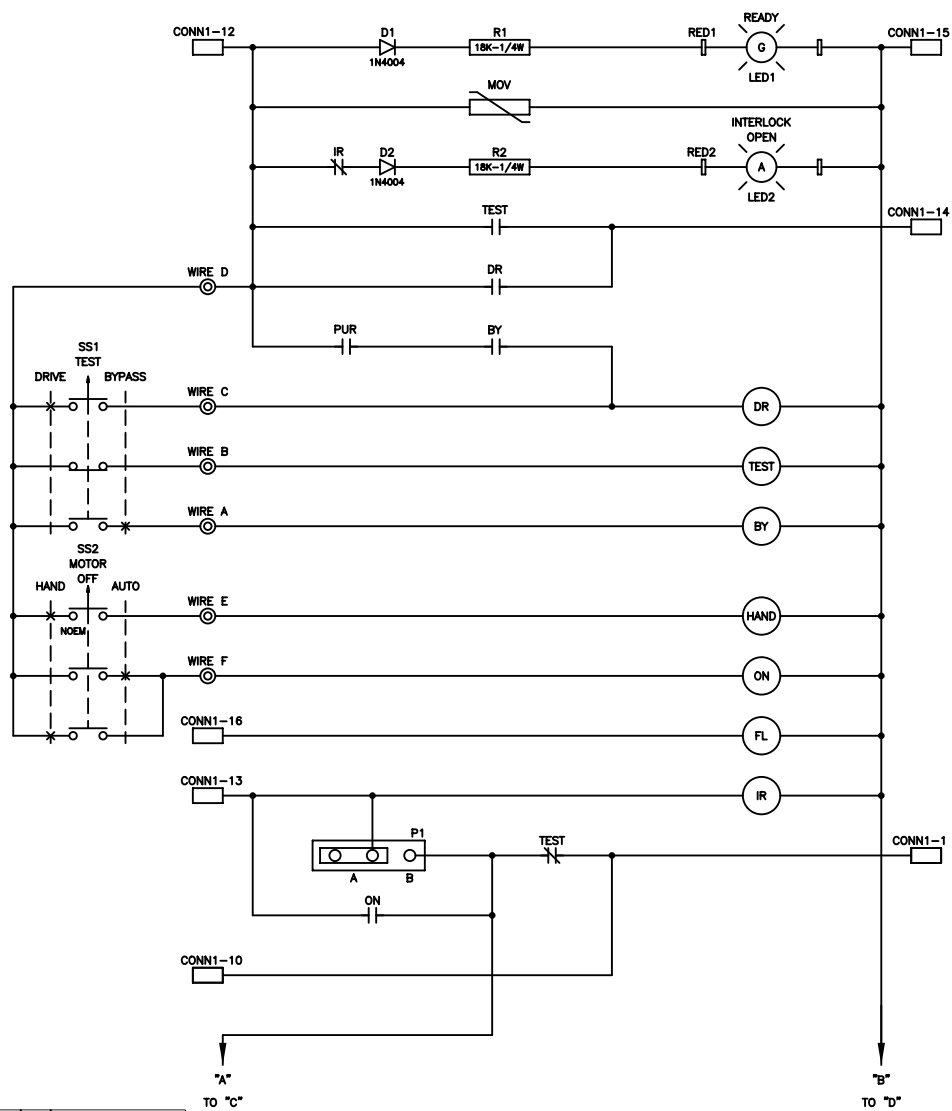 CONN1-12
D1
1N4004
R1
18K-1/4W
RED1
READY
G
LED1
CONN1-15
MOV
IR
D2
1N4004
R2
18K-1/4W
RED2
INTERLOCK
OPEN
A
LED2
TEST
CONN1-14
WIRE D
DR
PUR
BY
SS1
TEST
DRIVE
BYPASS
WIRE C
DR
WIRE B
TEST
WIRE A
BY
SS2
MOTOR
OFF
HAND
AUTO
NOEM
WIRE E
HAND
WIRE F
ON
CONN1-16
FL
CONN1-13
IR
P1
A
B
TEST
CONN1-1
ON
CONN1-10
"A"
TO "C"
"B"
TO "D"